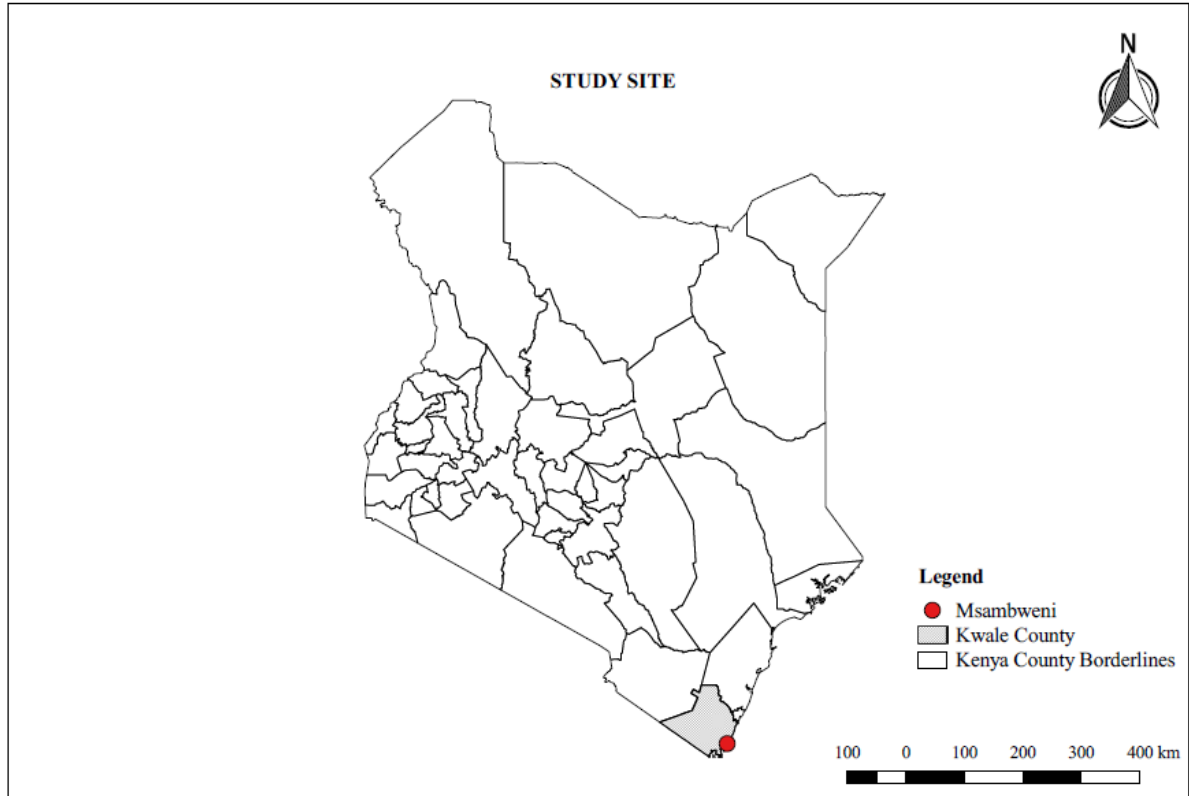 N
STUDY SITE
Legend
Msambweni
Kwale County
Kenya County Borderlines
100 0 100 200 300 400 km